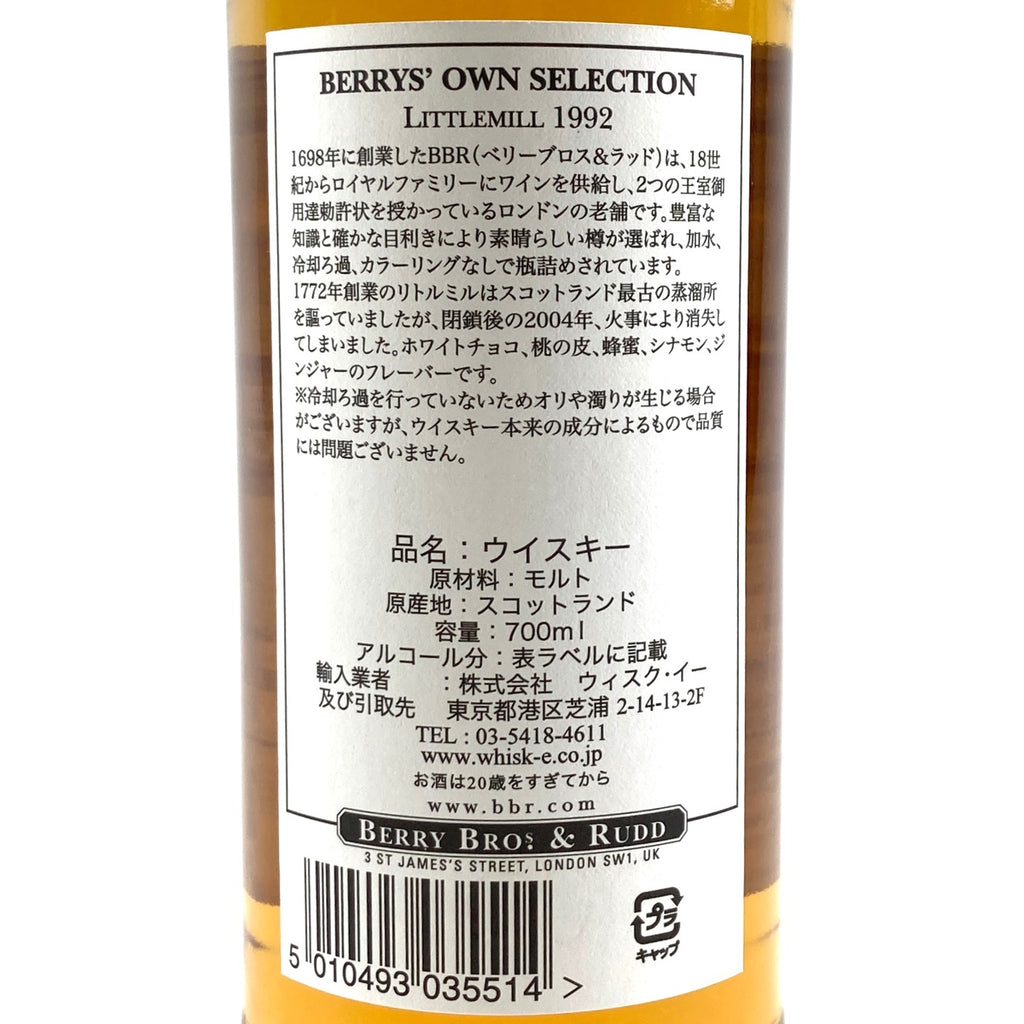 BERRYS' OWN SELECTION
LITTLEMILL 1992
1698年に創業したBBR(ベリーブロス&ラッド)は、18世
紀からロイヤルファミリーにワインを供給し、2つの王室御
用達勅許状を授かっているロンドンの老舗です。豊富な
知識と確かな目利きにより素晴らしい樽が選ばれ、加水、
冷却ろ過、カラーリングなしで瓶詰めされています。
1772年創業のリトルミルはスコットランド最古の蒸溜所
を謳っていましたが、閉鎖後の2004年、火事により消失し
てしまいました。ホワイトチョコ、桃の皮、蜂蜜、シナモン、ジ
ンジャーのフレーバーです。
※冷却ろ過を行っていないためオリや濁りが生じる場合
がございますが、ウイスキー本来の成分によるもので品質
には問題ございません。
品名：ウイスキー
原材料：モルト
原産地：スコットランド
容量：700ml
アルコール分：表ラベルに記載
輸入業者 ：株式会社 ウィスク・イー
及び引取先 東京都港区芝浦 2-14-13-2F
TEL : 03-5418-4611
www.whisk-e.co.jp
お酒は20歳をすぎてから
www.bbr.com
BERRY BROS. & RUDD
3 ST JAMES'S STREET, LONDON SW1, UK
5 010493 035514 >
プラ
キャップ